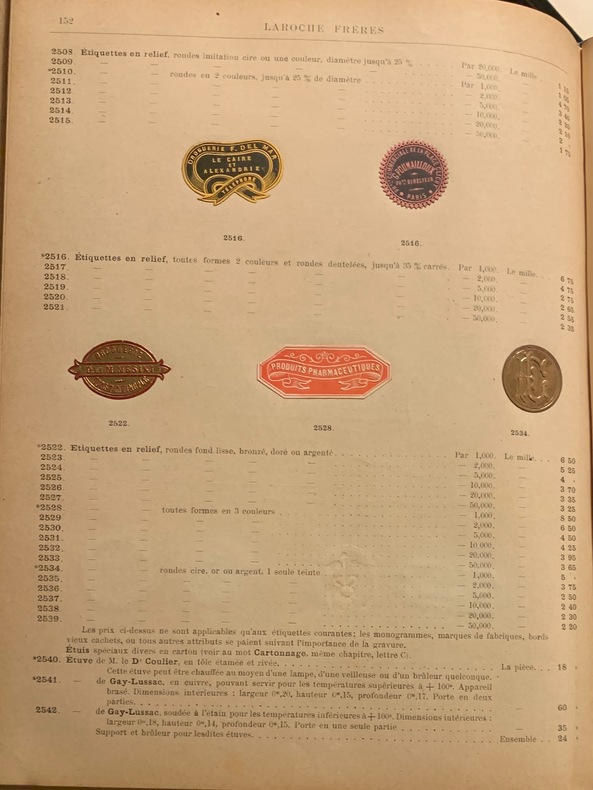 152
LAROCHE FRÈRES
2508. Étiquettes en relief, rondes imitation cire ou une couleur, diamètre jusqu'à 25 %. Par 20,000. Le mille.
2509. — — — 50,000. —
*2510. — rondes en 2 couleurs, jusqu'à 25 % de diamètre Par 1,000. —
2511. — — — 2,000. —
2512. — — — 5,000. —
2513. — — — 10,000. —
2514. — — — 20,000. —
2515. — — — 50,000. — 1 75
DROGUERIE F. DEL MAR
LE CAIRE
ET
ALEXANDRIE
TÉLÉPHONE
PARIS
2516.
2516.
*2516. Étiquettes en relief, toutes formes 2 couleurs et rondes dentelées, jusqu'à 35 % carrés. Par 1,000. Le mille. 6 75
2517. — — — 2,000. — 4 75
2518. — — — 5,000. — 2 75
2519. — — — 10,000. — 2 60
2520. — — — 20,000. — 2 55
2521. — — — 50,000. — 2 35
PRODUITS PHARMACEUTIQUES
2522.
2528.
2534.
*2522. Etiquettes en relief, rondes fond lisse, bronzé, doré ou argenté. Par 1,000. Le mille. 6 50
2523. — — — 2,000. — 5 25
2524. — — — 5,000. — 4 »
2525. — — — 10,000. — 3 70
2526. — — — 20,000. — 3 35
2527. — — — 50,000. — 3 25
*2528 — toutes formes en 3 couleurs — 1,000. — 8 50
2529 — — — 2,000. — 6 50
2530. — — — 5,000. — 4 50
2531. — — — 10,000. — 4 25
2532. — — — 20,000. — 3 95
2533. — — — 50,000. — 3 65
*2534. — rondes cire, or ou argent, 1 seule teinte — 1,000. — 5 »
2535. — — — 2,000. — 3 75
2536. — — — 5,000. — 2 50
2537. — — — 10,000. — 2 40
2538. — — — 20,000. — 2 30
2539. — — — 50,000. — 2 20
Les prix ci-dessus ne sont applicables qu'aux étiquettes courantes; les monogrammes, marques de fabriques, bords
vieux cachets, ou tous autres attributs se paient suivant l'importance de la gravure.
Étuis spéciaux divers en carton (voir au mot Cartonnage, même chapitre, lettre C).
*2540. Étuve de M. le Dr Coulier, en tôle étamée et rivée. La pièce. 18 »
Cette étuve peut être chauffée au moyen d'une lampe, d'une veilleuse ou d'un brûleur quelconque.
*2541. — de Gay-Lussac, en cuivre, pouvant servir pour les températures supérieures à + 100°. Appareil
brasé. Dimensions intérieures : largeur 0m,20, hauteur 0m,15, profondeur 0m,17. Porte en deux
parties. — 60 »
2542. — de Gay-Lussac, soudée à l'étain pour les températures inférieures à + 100°. Dimensions intérieures :
largeur 0m,18, hauteur 0m,14, profondeur 0m,15. Porte en une seule partie — 35 »
Support et brûleur pour lesdites étuves. Ensemble 24 »